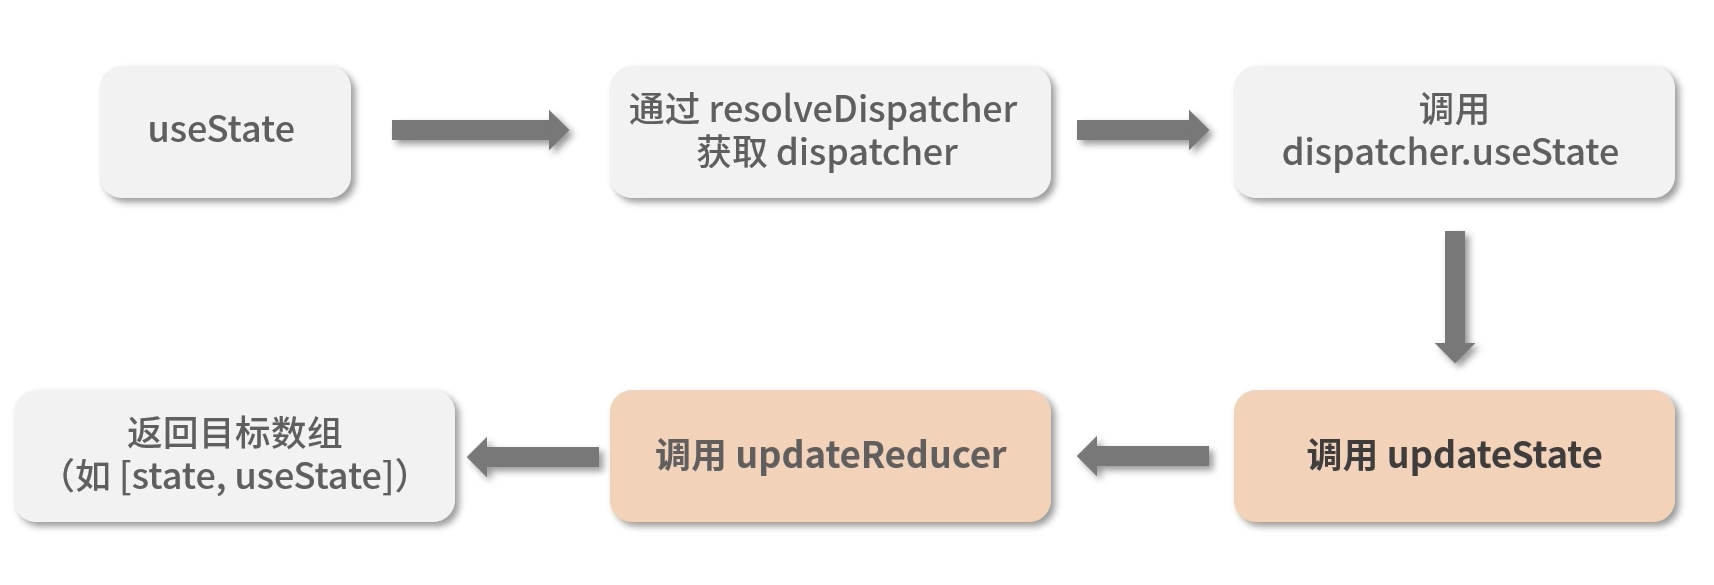 useState
通过 resolveDispatcher
获取 dispatcher
调用
dispatcher.useState
调用 updateState
调用 updateReducer
返回目标数组
（如 [state, useState]）